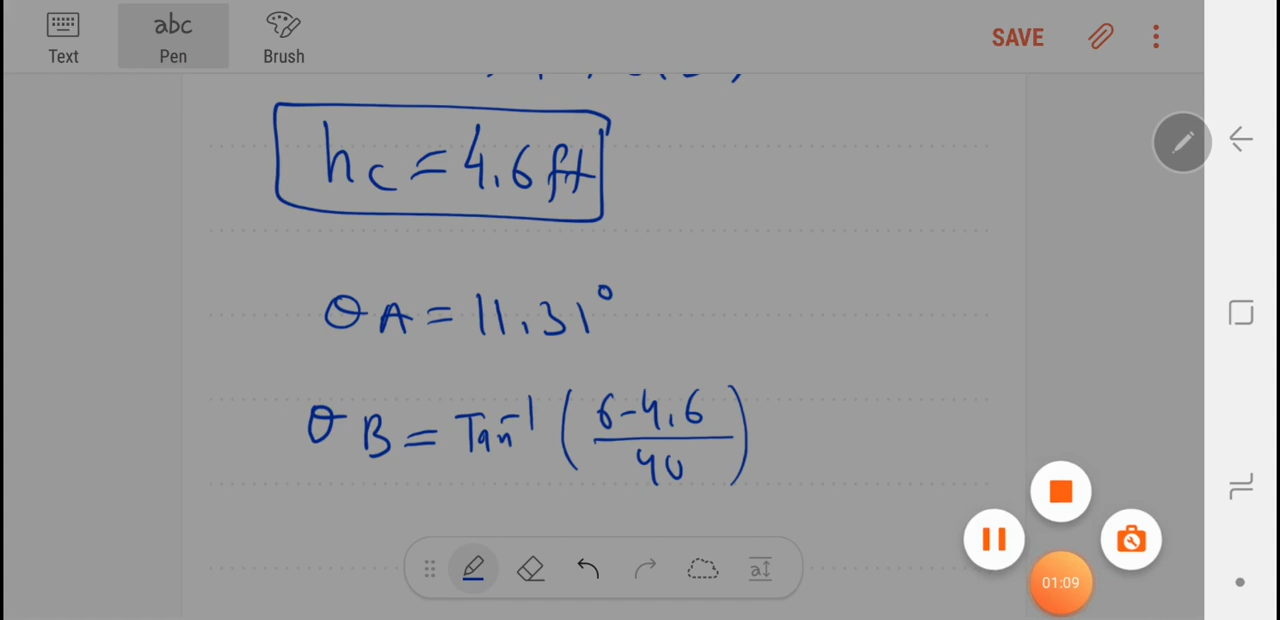 Text
abc
Pen
Brush
SAVE
hc = 4.6 ft
θA = 11.31°
θB = Tan⁻¹ (6-4.6 / 40)
01:09